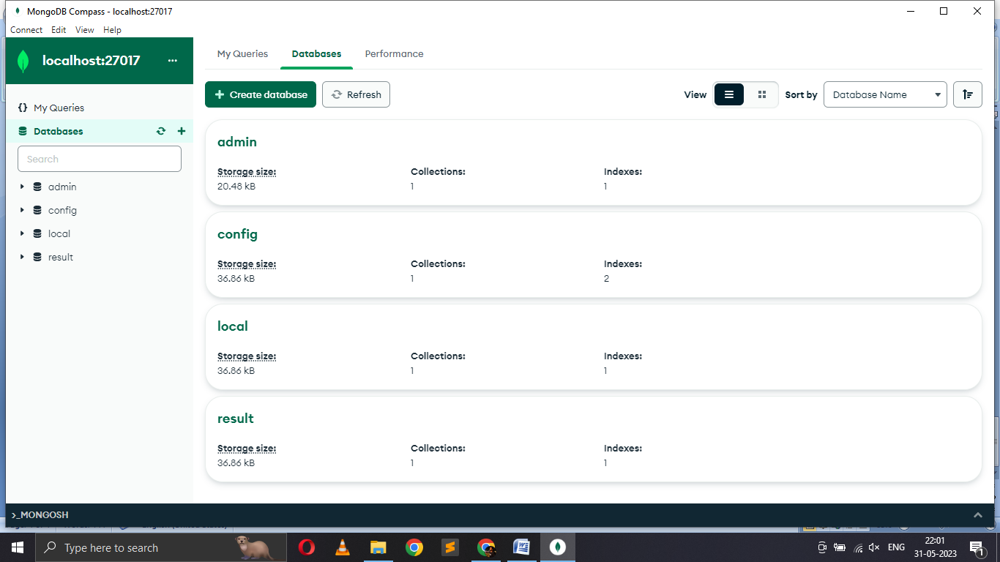 MongoDB Compass - localhost:27017
Connect Edit View Help
localhost:27017
My Queries
Databases
Search
admin
config
local
result
My Queries Databases Performance
Create database Refresh View Sort by Database Name
admin
Storage size: Collections: Indexes:
20.48 kB 1 1
config
Storage size: Collections: Indexes:
36.86 kB 1 2
local
Storage size: Collections: Indexes:
36.86 kB 1 1
result
Storage size: Collections: Indexes:
36.86 kB 1 1
>_MONGOSH
Type here to search
ENG
22:01
31-05-2023
1